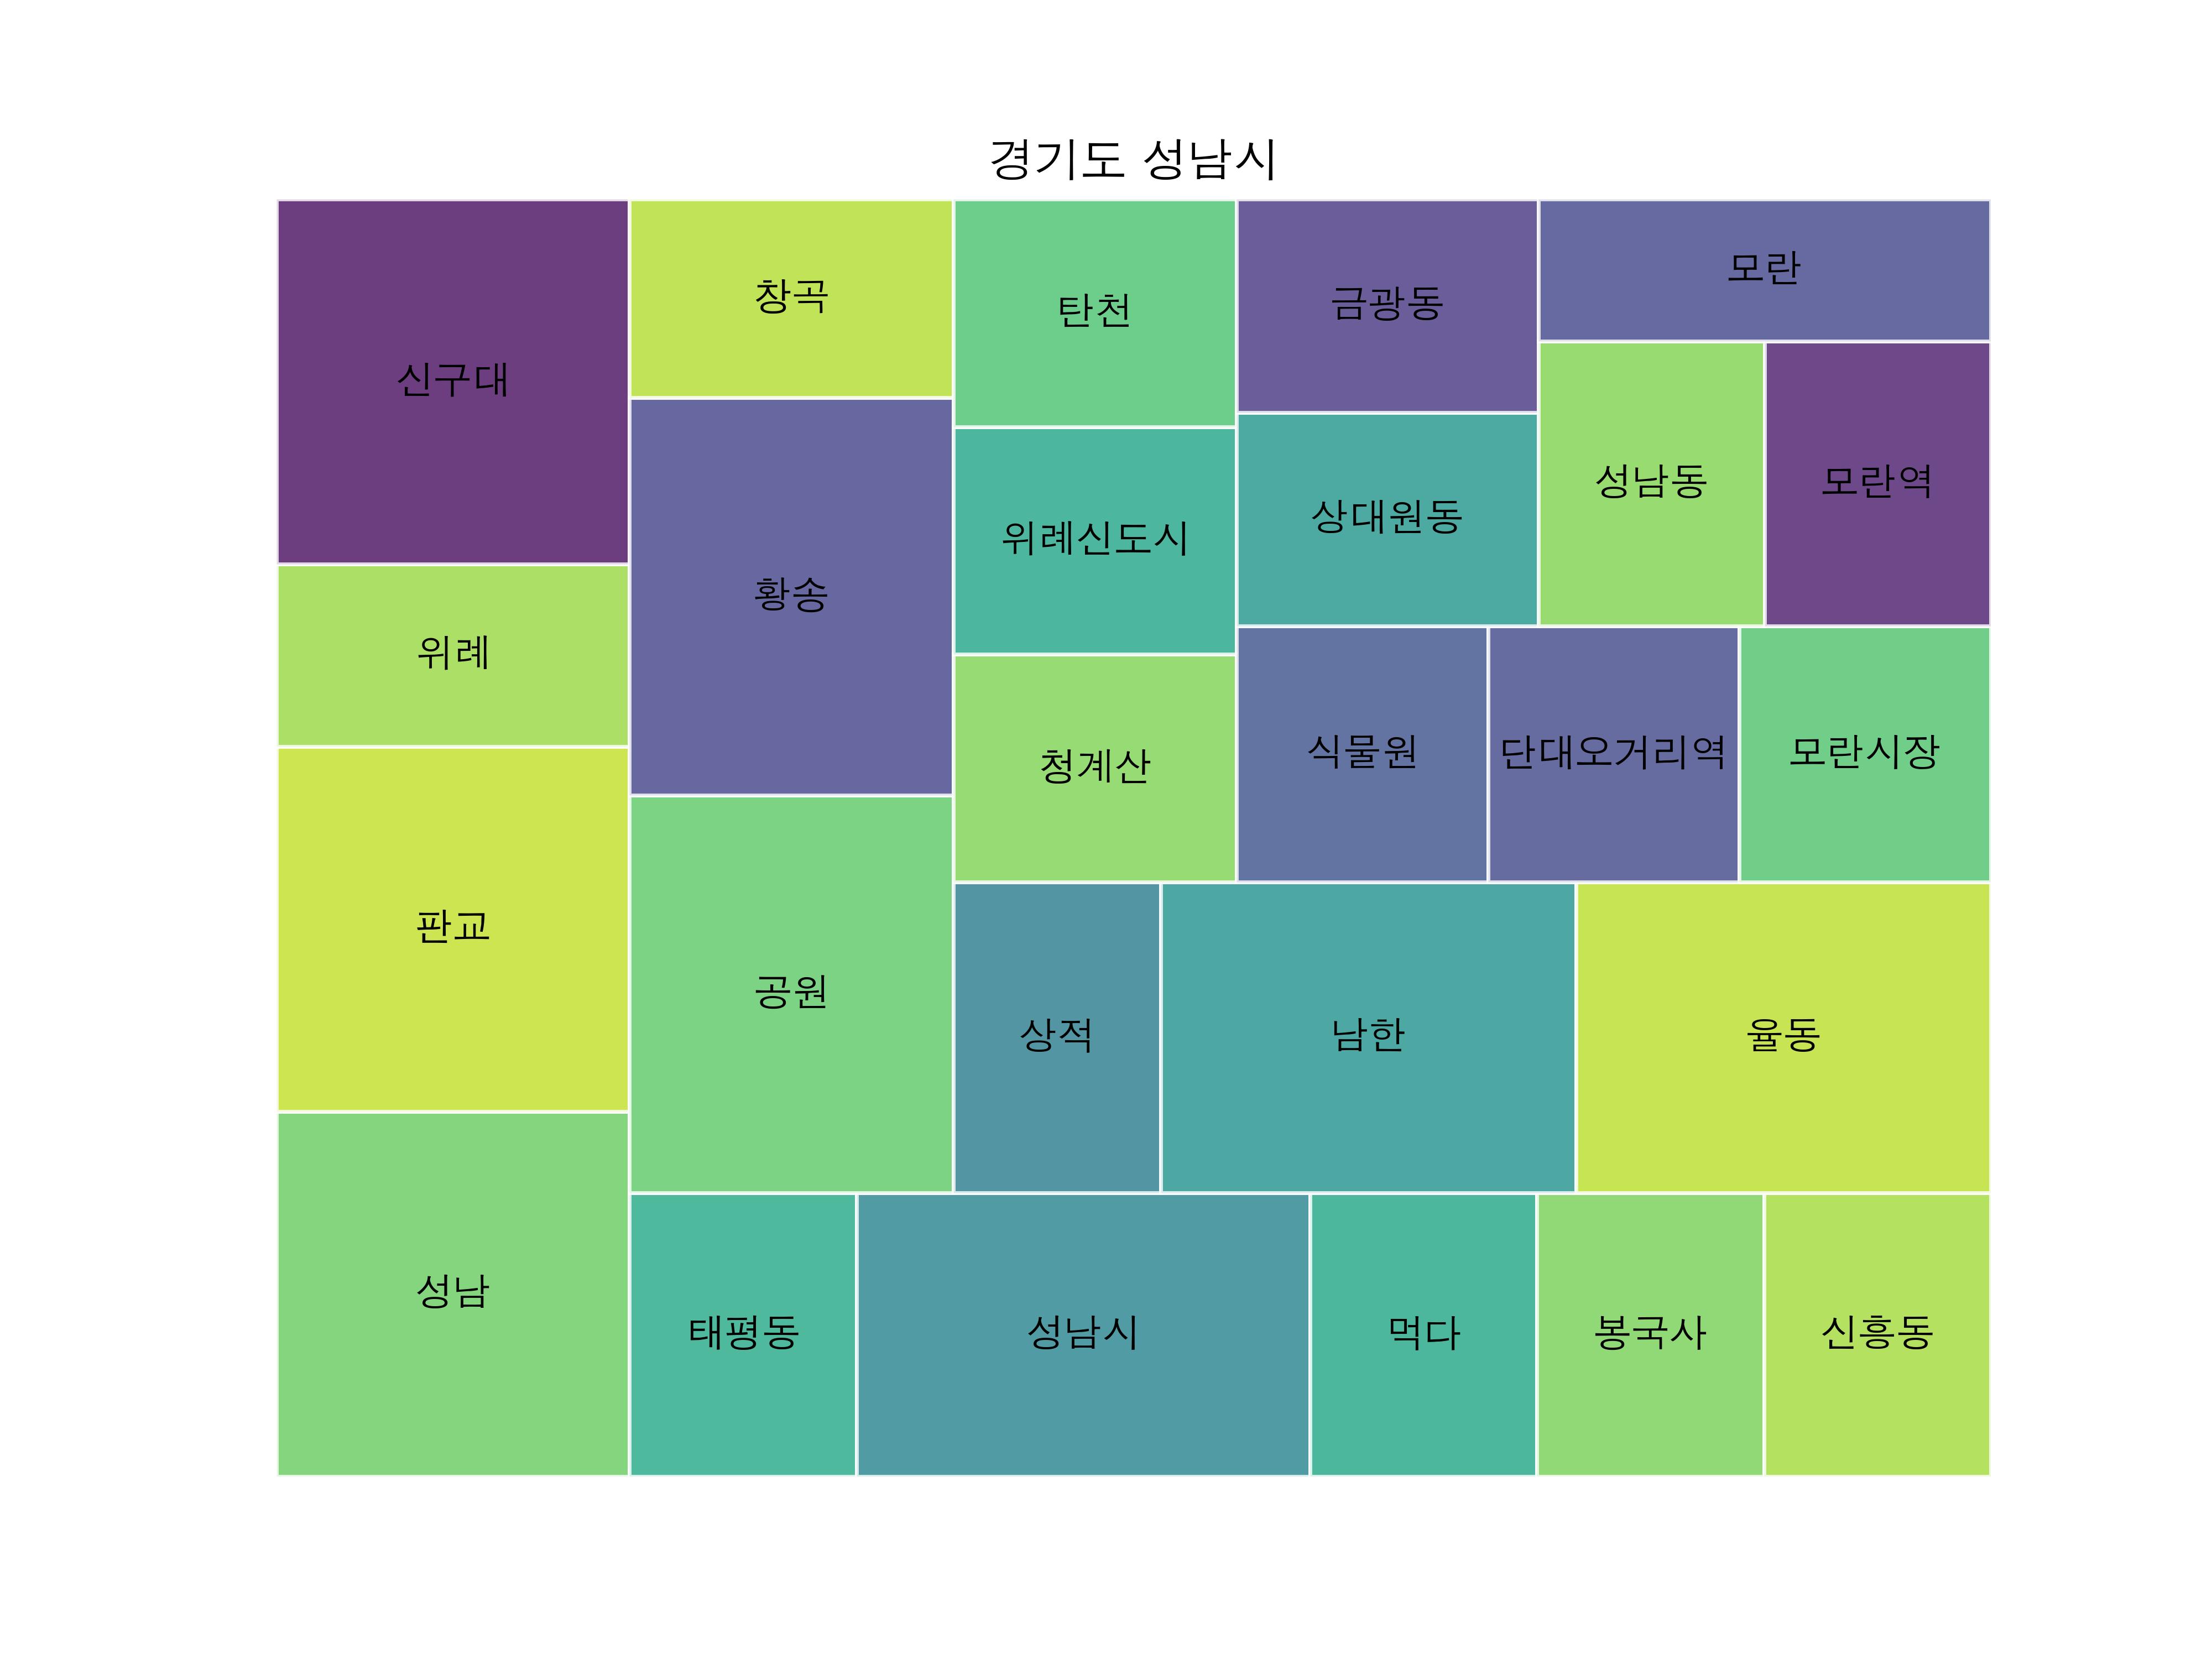 경기도 성남시
신구대
창곡
탄천
금광동
모란
성남동
모란역
상대원동
위례신도시
황송
위례
청계산
식물원
단대오거리역
모란시장
판교
공원
상적
남한
율동
성남
태평동
성남시
먹다
봉국사
신흥동